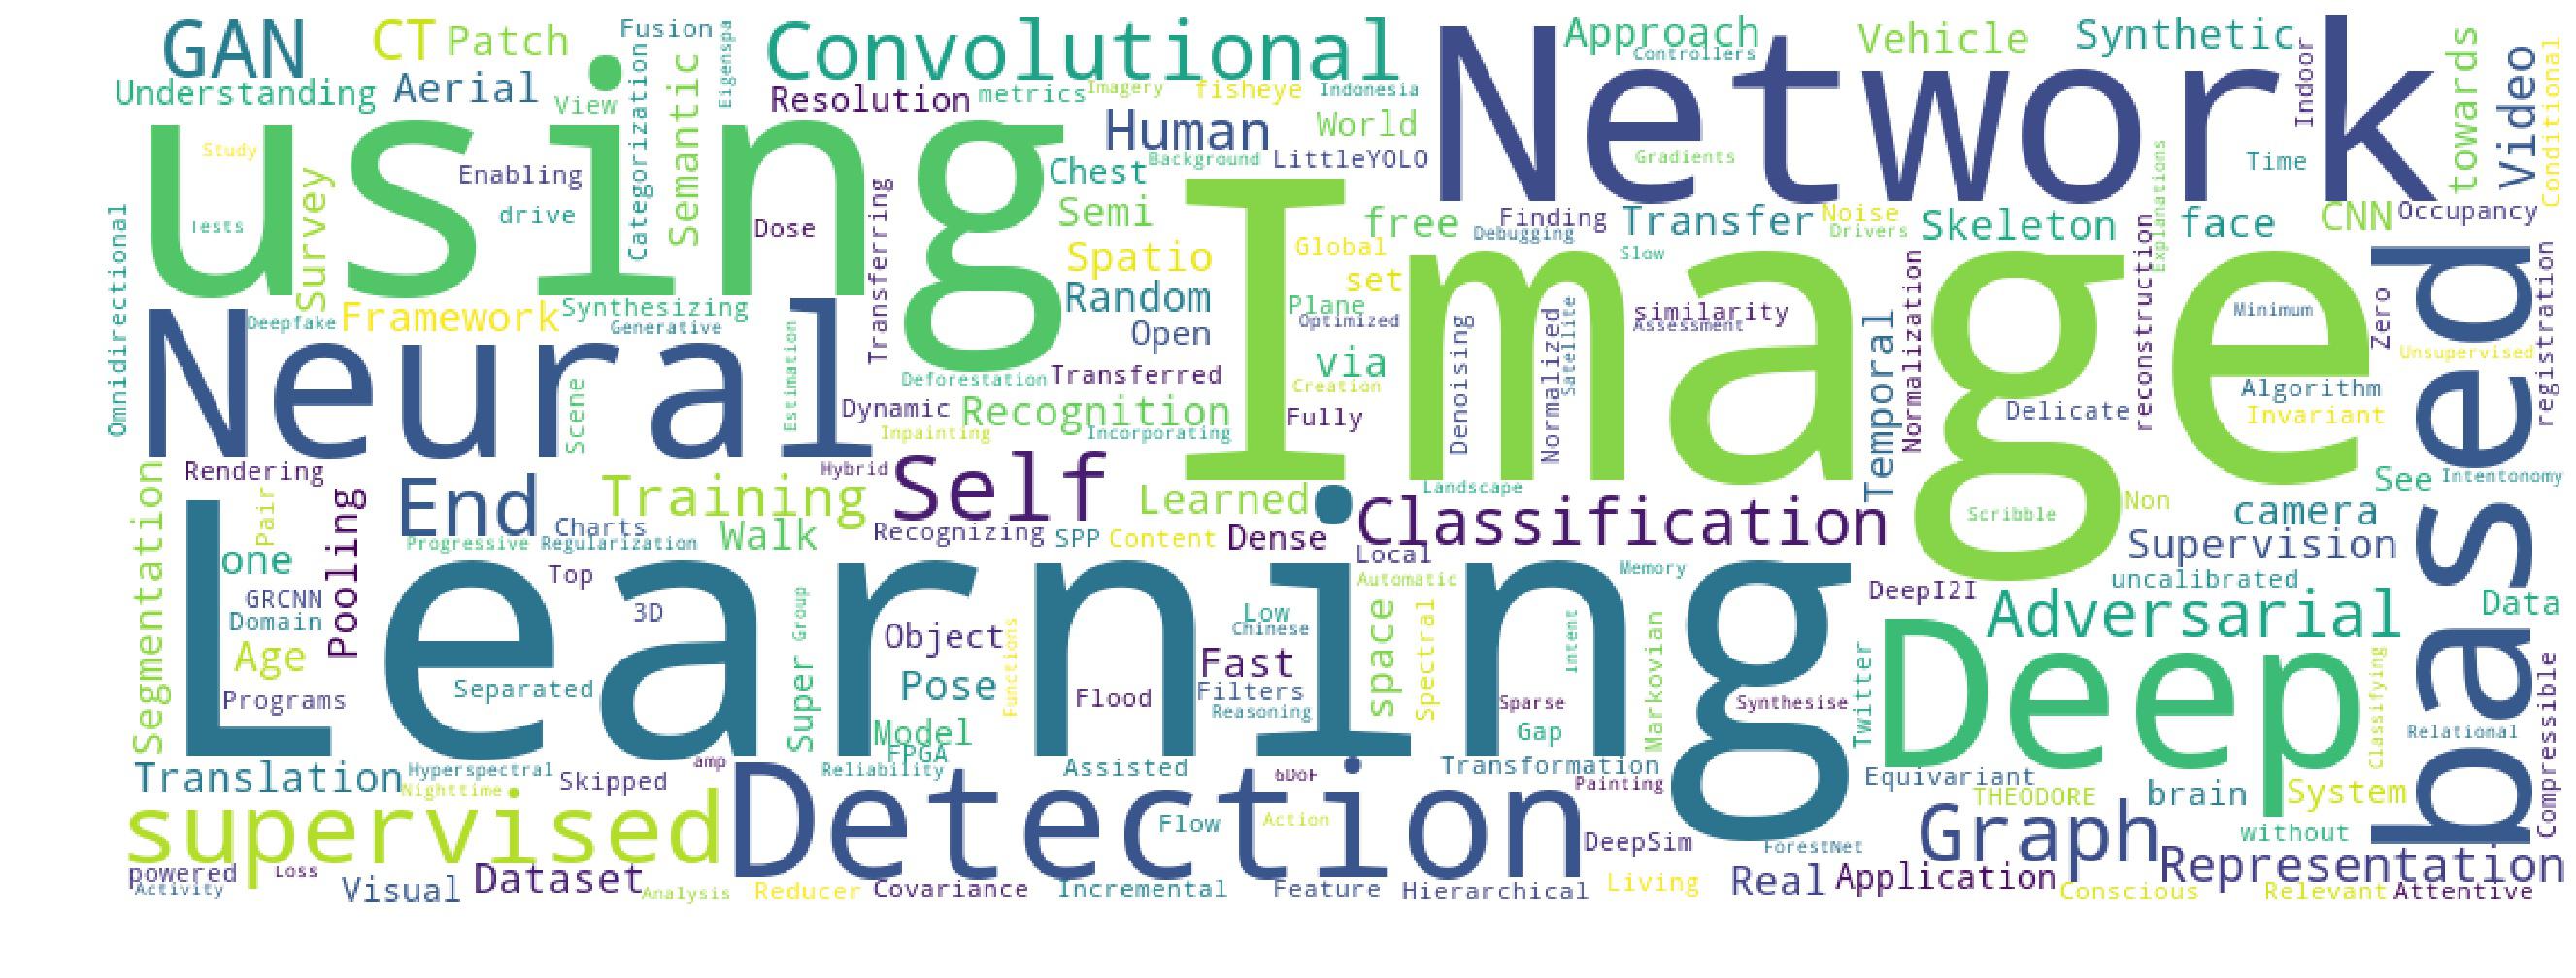 GAN
CT
Patch
Fusion
Convolutional
Network
Approach
Controllers
Vehicle
Synthetic
Indoor
towards
Video
Conditional
Understanding
Aerial
View
Categorization
Semantic
Eigenspa
Resolution
metrics
Imagery
fisheye
Indonesia
using
Study
Tests
Survey
Enabling
drive
Dose
Transferring
Human
World
Background
LittleYOLO
Chest
Semi
Gradients
Explanations
Time
free
Finding
Debugging
Transfer
Noise
Drivers
Skeleton
face
CNN
Occupancy
Omnidirectional
Spatio
Global
set
Slow
Image
based
Random
Plane
Optimized
Open
via
Creation
Fully
Denoising
Normalized
Satellite
similarity
Assessment
Temporal
Normalization
reconstruction
Minimum
Zero
Unsupervised
registration
Algorithm
Invariant
Delicate
Deepfake
Framework
Synthesizing
Generative
Neural
Scene
Estimation
Deforestation
Transferred
Dynamic
Recognition
Inpainting
Incorporating
Segmentation
Rendering
Pair
Pooling
End
Charts
Progressive
Regularization
Training
Walk
Hybrid
Self
Recognizing
SPP
Content
Learned
Dense
Landscape
Classification
Local
Scribble
Non
See
Intentonomy
camera
Supervision
uncalibrated
one
GRCNN
Domain
Age
Programs
Learning
Top
3D
Separated
Super
Group
Object
Functions
Pose
Model
FPGA
Flood
Low
Chinese
Fast
Filters
Reasoning
Automatic
space
Spectral
Memory
Intent
Sparse
Gap
Markovian
Synthesise
Twitter
DeepI2I
Adversarial
Data
Deep
Classifying
Relational
Compressible
Translation
Hyperspectral
Nighttime
Skipped
amp
Reliability
Assisted
6DoF
Transformation
Painting
Equivariant
THEODORE
brain
System
supervised
Detection
Flow
Action
DeepSim
ForestNet
Graph
without
Representation
powered
Activity
Loss
Visual
Dataset
Analysis
Reducer
Covariance
Incremental
Feature
Hierarchical
Living
Real
Application
Conscious
Relevant
Attentive